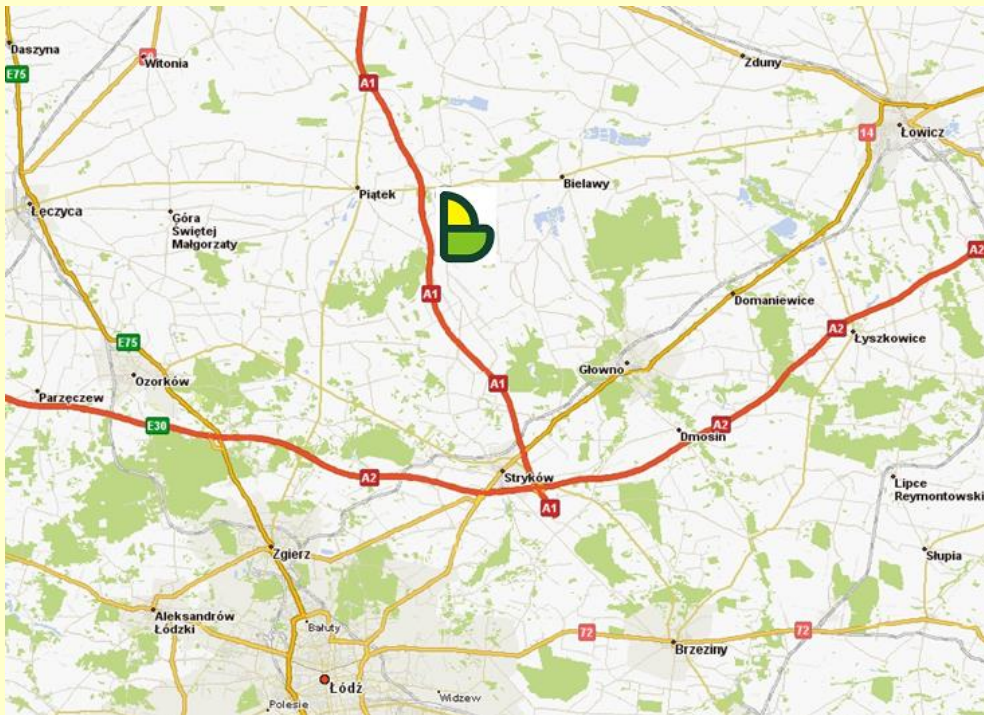 Daszyna
Witonia
Zduny
E75
A1
14
Łowicz
Piątek
Bielawy
Łęczyca
Góra
Świętej
Małgorzaty
A2
A1
Domaniewice
A2
Łyszkowice
E75
Ozorków
A1
Głowno
Parzęczew
E30
A2
Dmosin
Stryków
A2
A1
Lipce
Reymontowski
Zgierz
Słupia
Aleksandrów
Łódzki
Bałuty
72
72
Brzeziny
Łódź
Widzew
Polesie